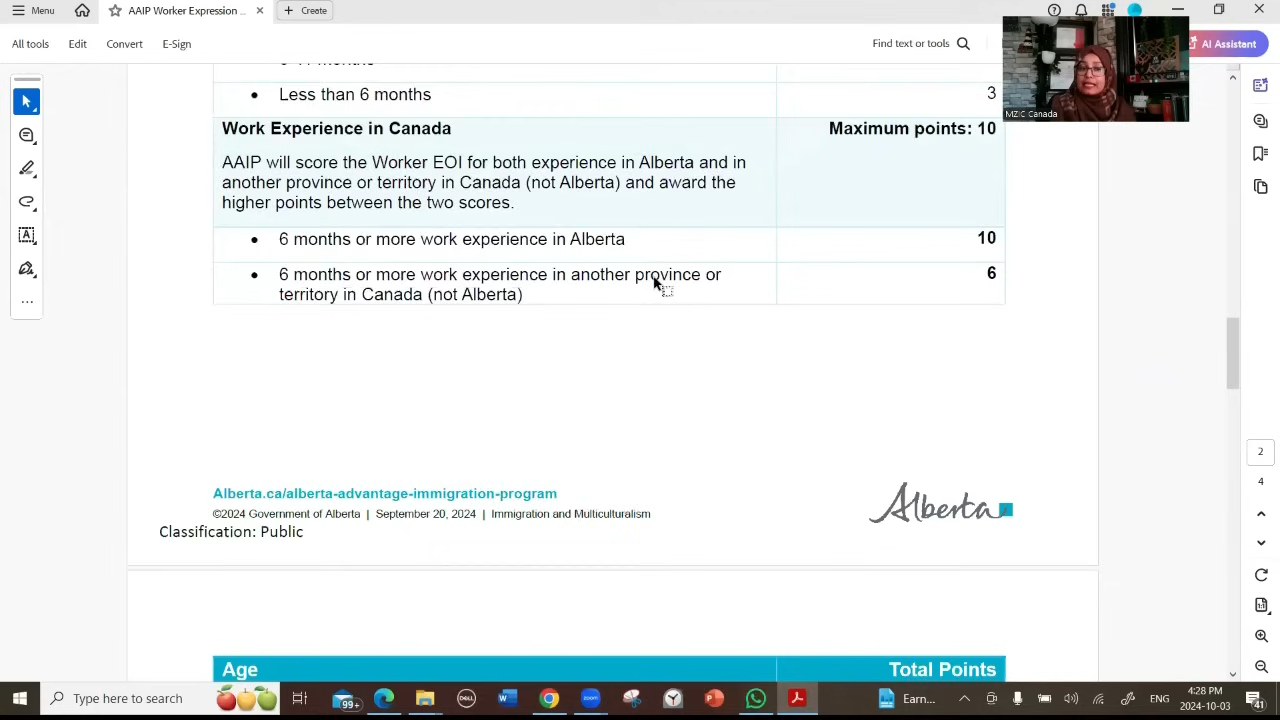 Menu
AAIP Worker Expression ...
Create
All tools
Edit
Convert
E-Sign
Find text or tools
AI Assistant
MZIC Canada
Less than 6 months
3
Work Experience in Canada
Maximum points: 10
AAIP will score the Worker EOI for both experience in Alberta and in
another province or territory in Canada (not Alberta) and award the
higher points between the two scores.
6 months or more work experience in Alberta
10
6 months or more work experience in another province or
territory in Canada (not Alberta)
6
Alberta.ca/alberta-advantage-immigration-program
©2024 Government of Alberta | September 20, 2024 | Immigration and Multiculturalism
Alberta
Classification: Public
2
4
Age
Total Points
Type here to search
99+
DELL
zoom
Earn...
ENG
4:28 PM
2024-10-03
41